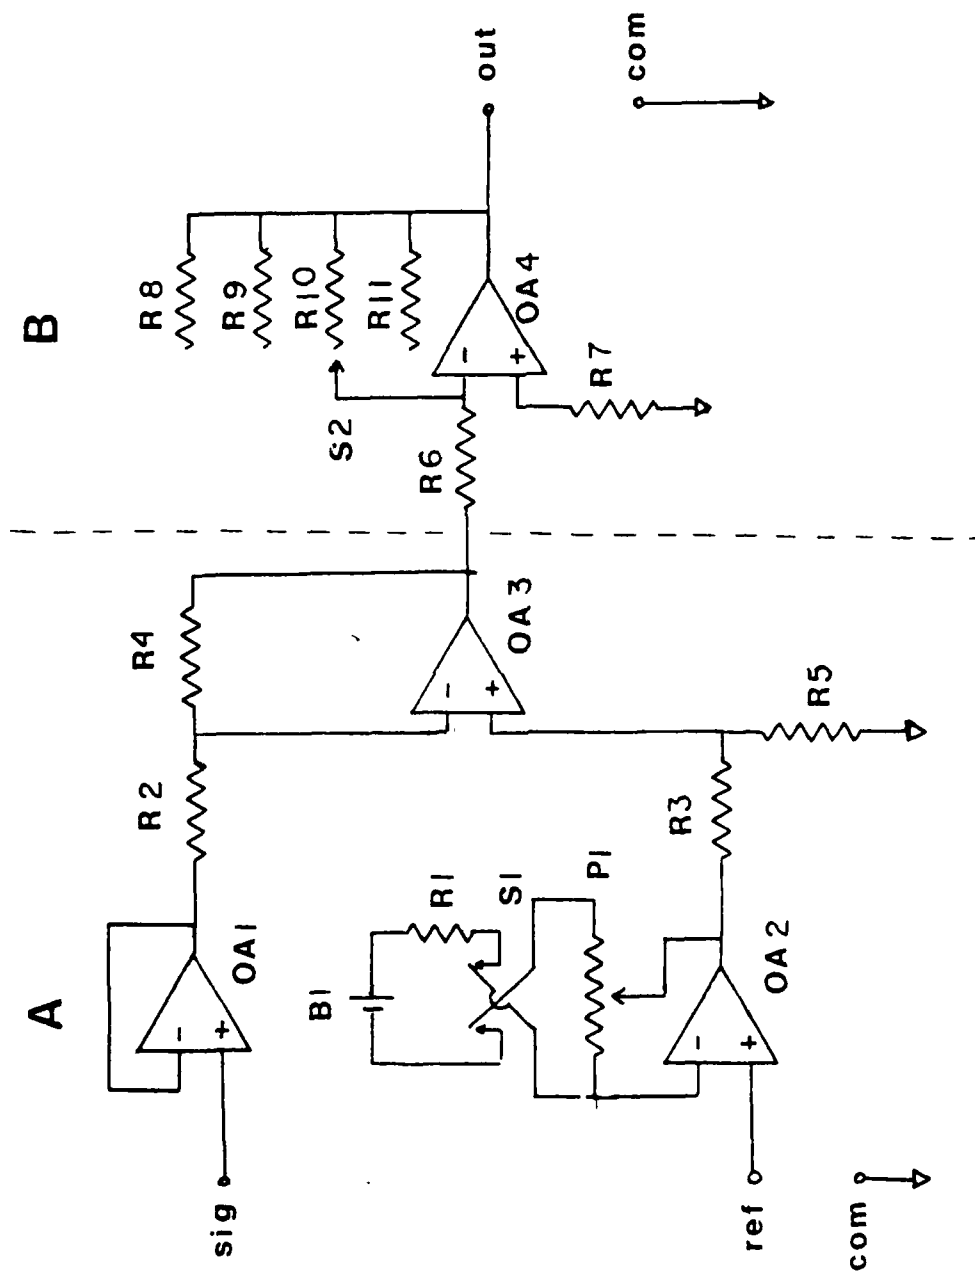 A
B
sig
OA1
R2
R4
B1
R1
S1
P1
ref
OA2
R3
R5
com
OA3
R6
S2
R8
R9
R10
R11
OA4
R7
out
com
-
+
-
+
-
+
-
+